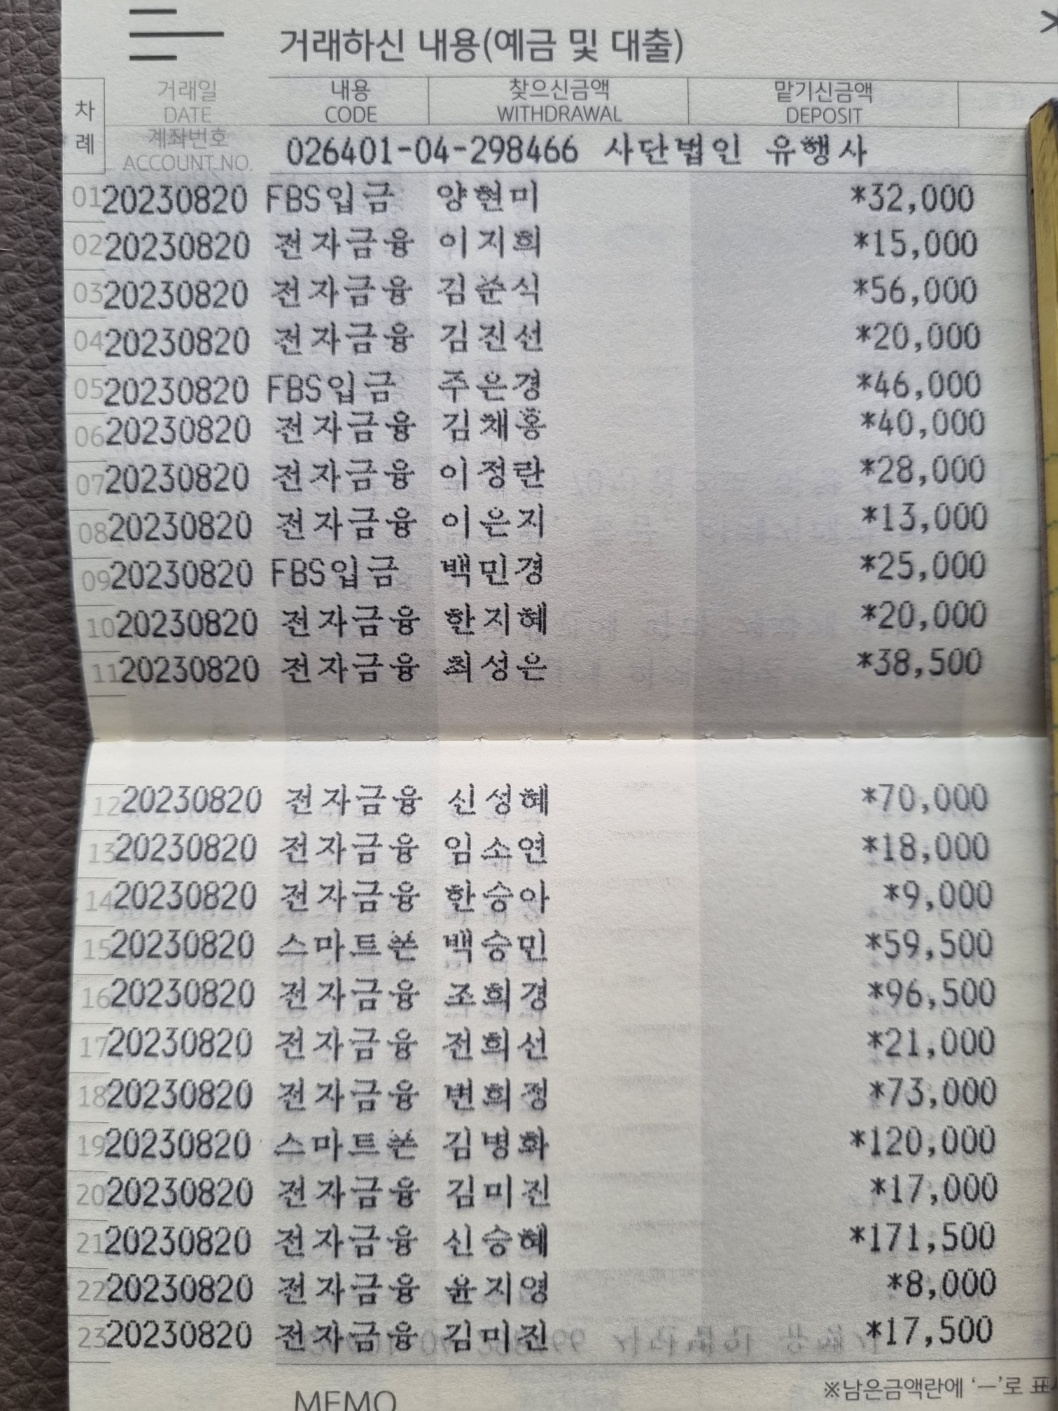 거래하신 내용(예금 및 대출)
차례 거래일 DATE 내용 CODE 찾으신금액 WITHDRAWAL 맡기신금액 DEPOSIT
계좌번호 ACCOUNT.NO. 026401-04-298466 사단법인 유행사
01 20230820 FBS입금 양현미 *32,000
02 20230820 전자금융 이지희 *15,000
03 20230820 전자금융 김준식 *56,000
04 20230820 전자금융 김진선 *20,000
05 20230820 FBS입금 주은경 *46,000
06 20230820 전자금융 김채홍 *40,000
07 20230820 전자금융 이정란 *28,000
08 20230820 전자금융 이은지 *13,000
09 20230820 FBS입금 백민경 *25,000
10 20230820 전자금융 한지혜 *20,000
11 20230820 전자금융 최성은 *38,500
12 20230820 전자금융 신성혜 *70,000
13 20230820 전자금융 임소연 *18,000
14 20230820 전자금융 한승아 *9,000
15 20230820 스마트폰 백승민 *59,500
16 20230820 전자금융 조희경 *96,500
17 20230820 전자금융 전희선 *21,000
18 20230820 전자금융 변희정 *73,000
19 20230820 스마트폰 김병화 *120,000
20 20230820 전자금융 김미진 *17,000
21 20230820 전자금융 신승혜 *171,500
22 20230820 전자금융 윤지영 *8,000
23 20230820 전자금융 김미진 *17,500
MEMO ※남은금액란에 ‘—’로